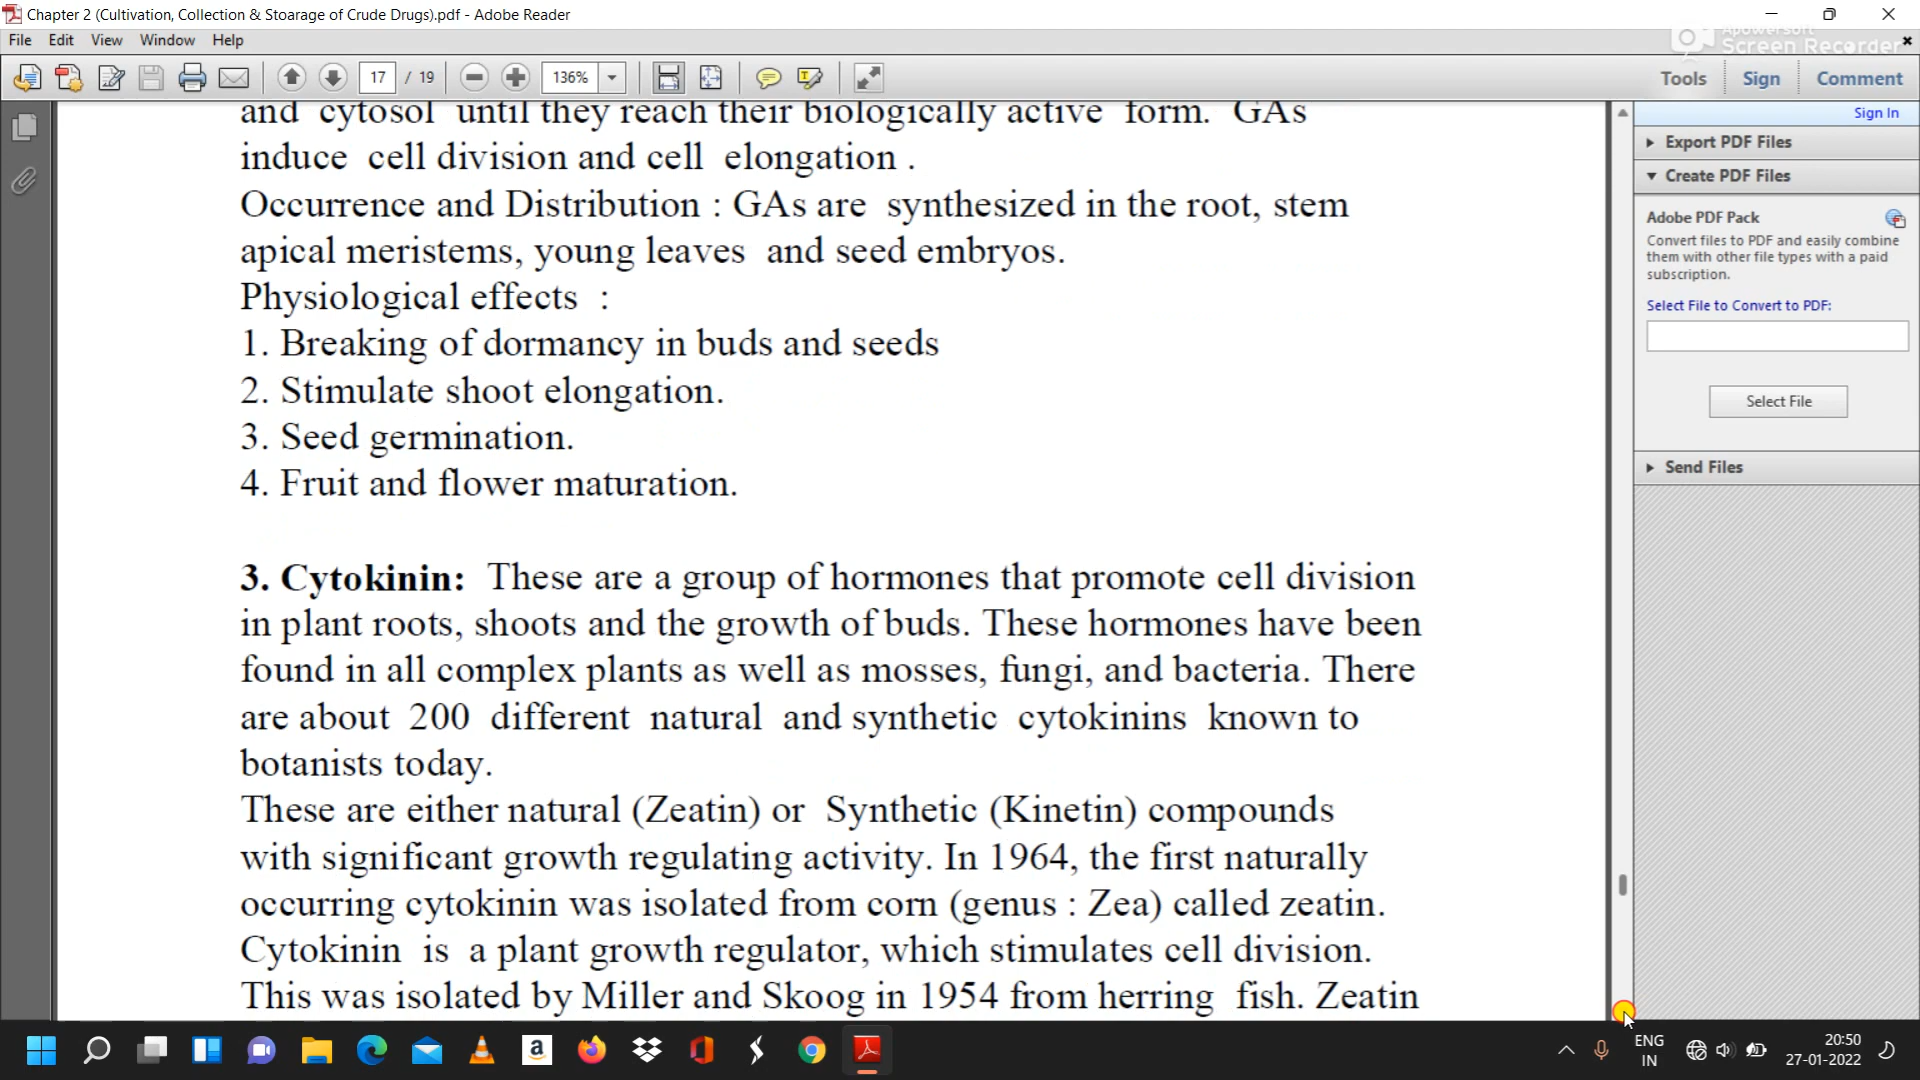 Chapter 2 (Cultivation, Collection & Stoarage of Crude Drugs).pdf - Adobe Reader
File Edit View Window Help
Apowersoft
Screen Recorder
17 / 19 136% Tools Sign Comment
Sign In
and cytosol until they reach their biologically active form. GAs
induce cell division and cell elongation .
Occurrence and Distribution : GAs are synthesized in the root, stem
apical meristems, young leaves and seed embryos.
Physiological effects :
1. Breaking of dormancy in buds and seeds
2. Stimulate shoot elongation.
3. Seed germination.
4. Fruit and flower maturation.
3. Cytokinin: These are a group of hormones that promote cell division
in plant roots, shoots and the growth of buds. These hormones have been
found in all complex plants as well as mosses, fungi, and bacteria. There
are about 200 different natural and synthetic cytokinins known to
botanists today.
These are either natural (Zeatin) or Synthetic (Kinetin) compounds
with significant growth regulating activity. In 1964, the first naturally
occurring cytokinin was isolated from corn (genus : Zea) called zeatin.
Cytokinin is a plant growth regulator, which stimulates cell division.
This was isolated by Miller and Skoog in 1954 from herring fish. Zeatin
Export PDF Files
Create PDF Files
Adobe PDF Pack
Convert files to PDF and easily combine
them with other file types with a paid
subscription.
Select File to Convert to PDF:
Select File
Send Files
ENG
IN
20:50
27-01-2022